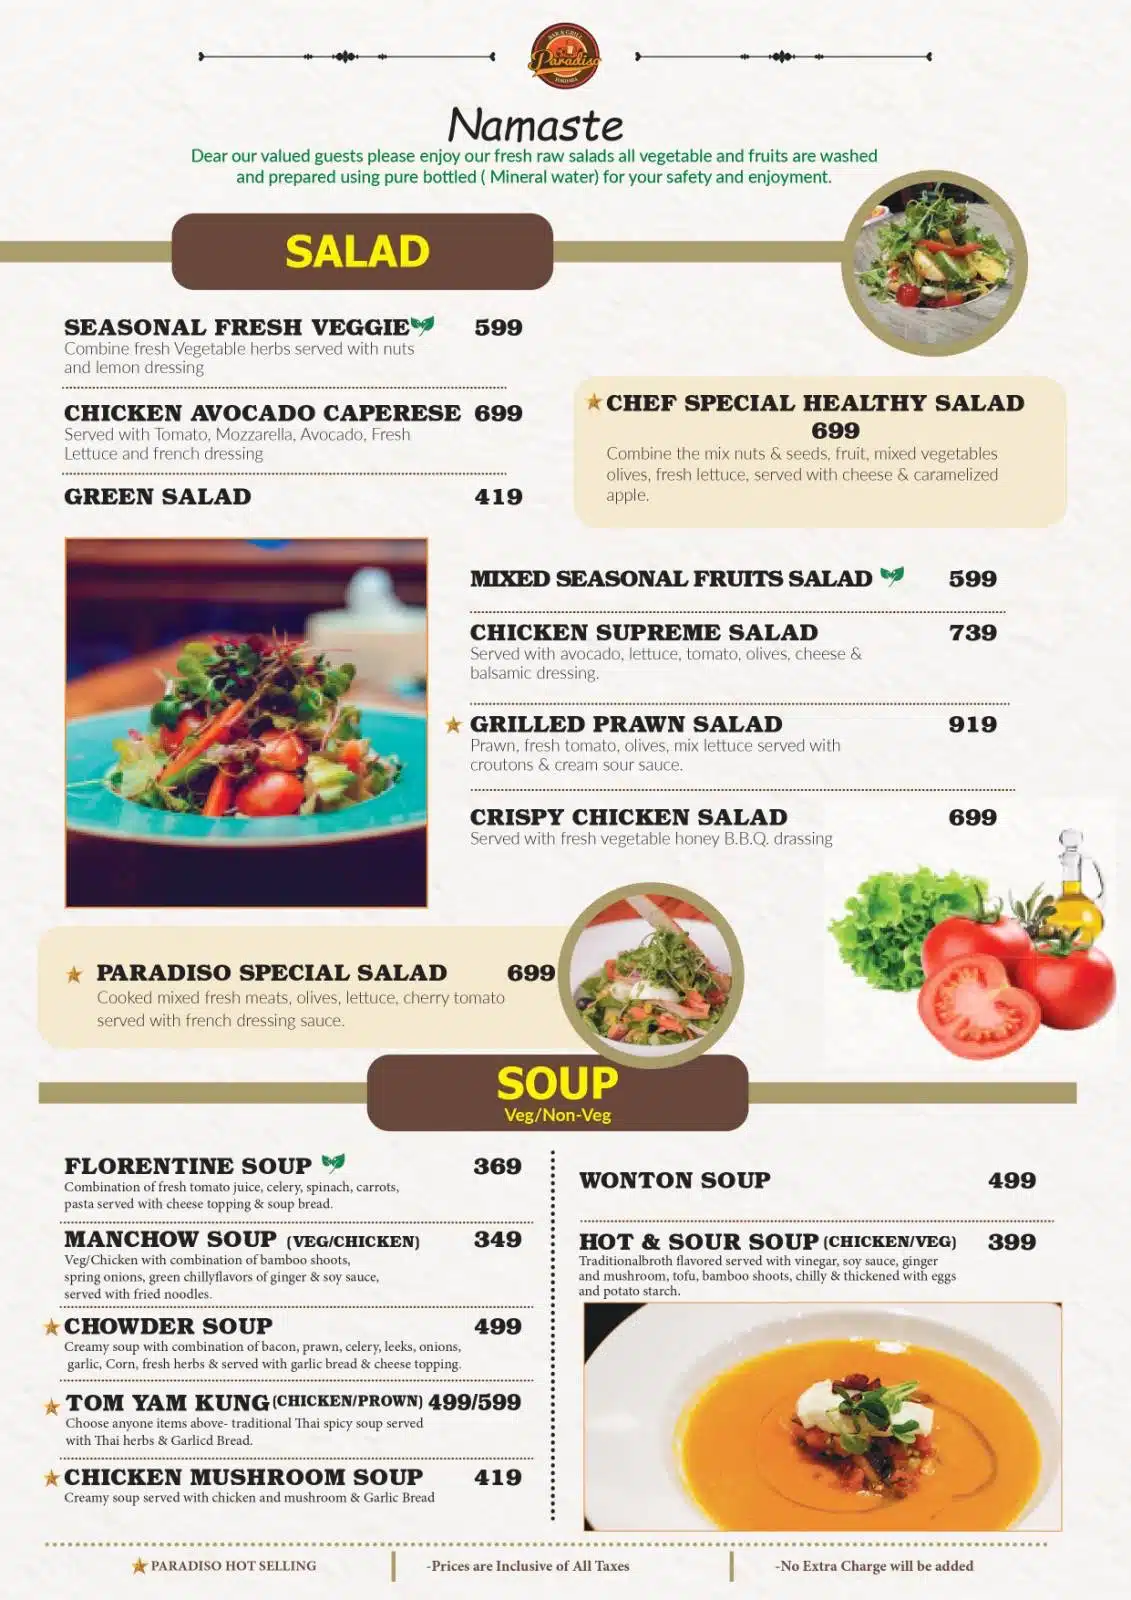 BAR & GRILL
Paradiso
Namaste
Dear our valued guests please enjoy our fresh raw salads all vegetable and fruits are washed
and prepared using pure bottled ( Mineral water) for your safety and enjoyment.
SALAD
SEASONAL FRESH VEGGIE 599
Combine fresh Vegetable herbs served with nuts
and lemon dressing
CHICKEN AVOCADO CAPERESE 699
Served with Tomato, Mozzarella, Avocado, Fresh
Lettuce and french dressing
GREEN SALAD 419
CHEF SPECIAL HEALTHY SALAD
699
Combine the mix nuts & seeds, fruit, mixed vegetables
olives, fresh lettuce, served with cheese & caramelized
apple.
MIXED SEASONAL FRUITS SALAD 599
CHICKEN SUPREME SALAD 739
Served with avocado, lettuce, tomato, olives, cheese &
balsamic dressing.
GRILLED PRAWN SALAD 919
Prawn, fresh tomato, olives, mix lettuce served with
croutons & cream sour sauce.
CRISPY CHICKEN SALAD 699
Served with fresh vegetable honey B.B.Q. drassing
PARADISO SPECIAL SALAD 699
Cooked mixed fresh meats, olives, lettuce, cherry tomato
served with french dressing sauce.
SOUP
Veg/Non-Veg
FLORENTINE SOUP 369
Combination of fresh tomato juice, celery, spinach, carrots,
pasta served with cheese topping & soup bread.
MANCHOW SOUP (VEG/CHICKEN) 349
Veg/Chicken with combination of bamboo shoots,
spring onions, green chillyflavors of ginger & soy sauce,
served with fried noodles.
CHOWDER SOUP 499
Creamy soup with combination of bacon, prawn, celery, leeks, onions,
garlic, Corn, fresh herbs & served with garlic bread & cheese topping.
TOM YAM KUNG (CHICKEN/PROWN) 499/599
Choose anyone items above- traditional Thai spicy soup served
with Thai herbs & Garlicd Bread.
CHICKEN MUSHROOM SOUP 419
Creamy soup served with chicken and mushroom & Garlic Bread
WONTON SOUP 499
HOT & SOUR SOUP (CHICKEN/VEG) 399
Traditionalbroth flavored served with vinegar, soy sauce, ginger
and mushroom, tofu, bamboo shoots, chilly & thickened with eggs
and potato starch.
PARADISO HOT SELLING
-Prices are Inclusive of All Taxes
-No Extra Charge will be added